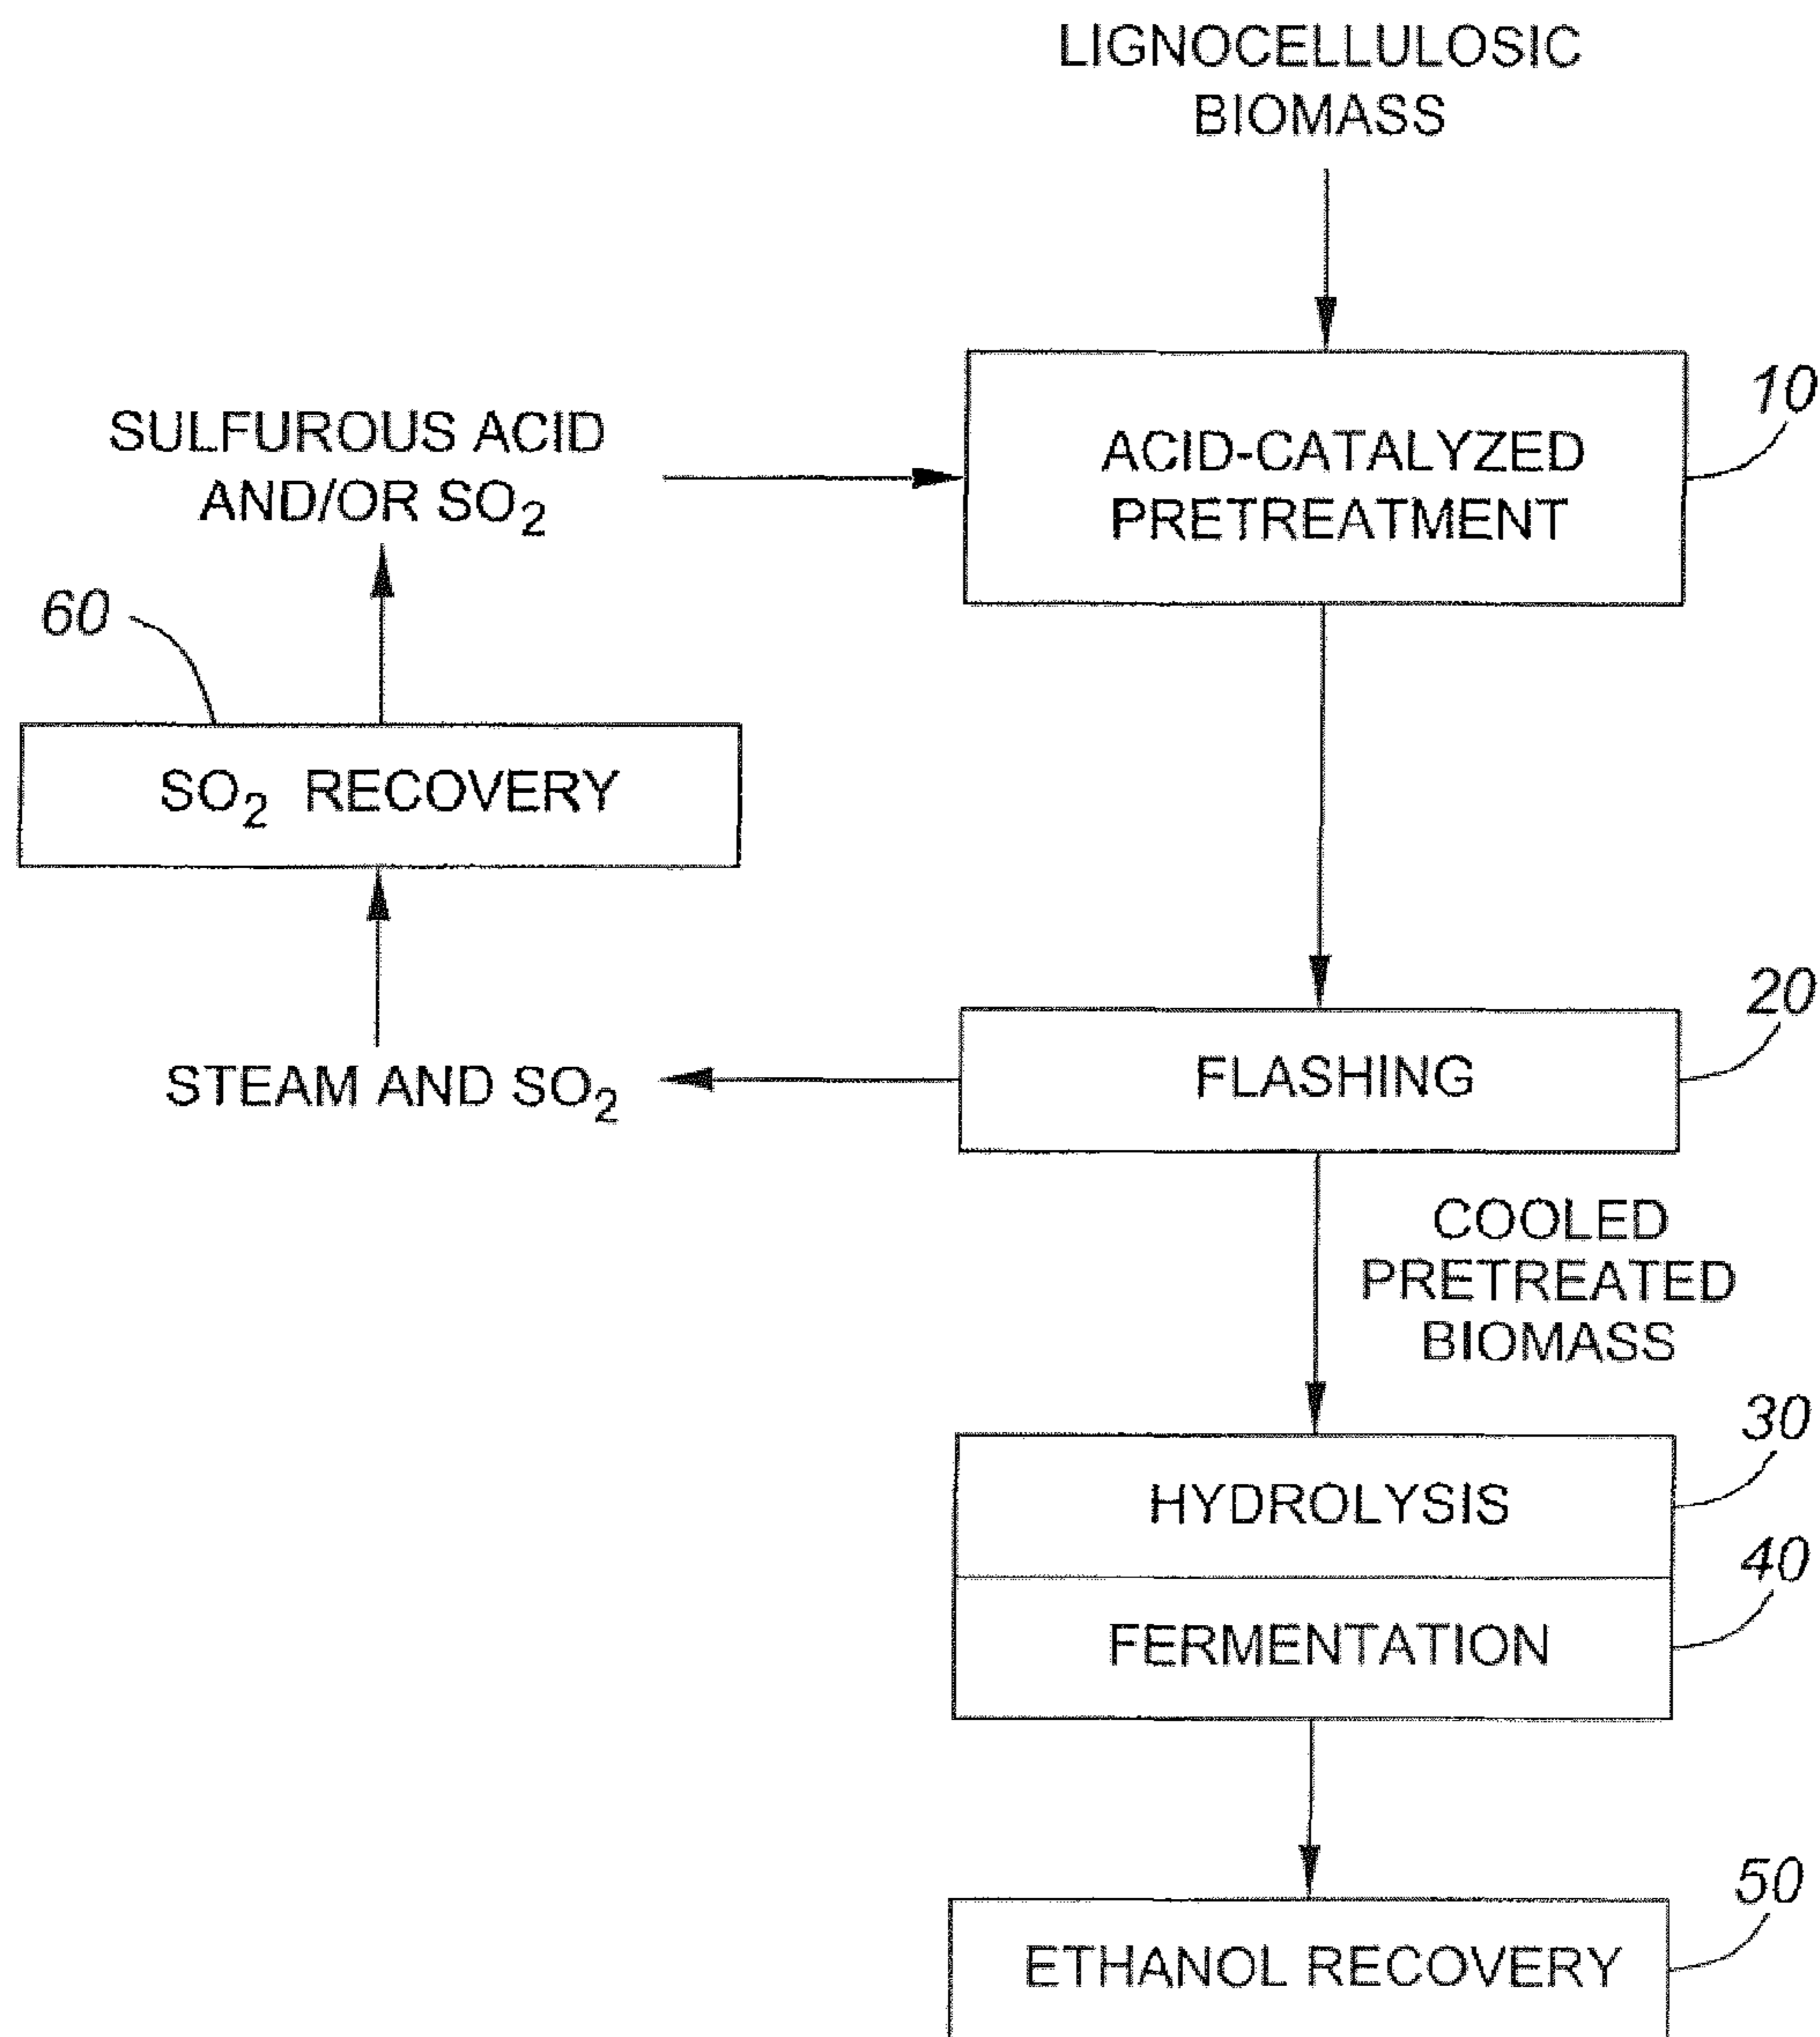 LIGNOCELLULOSIC
BIOMASS
10
ACID-CATALYZED
PRETREATMENT
SULFUROUS ACID
AND/OR SO2
60
SO2 RECOVERY
STEAM AND SO2
20
FLASHING
COOLED
PRETREATED
BIOMASS
30
HYDROLYSIS
40
FERMENTATION
50
ETHANOL RECOVERY